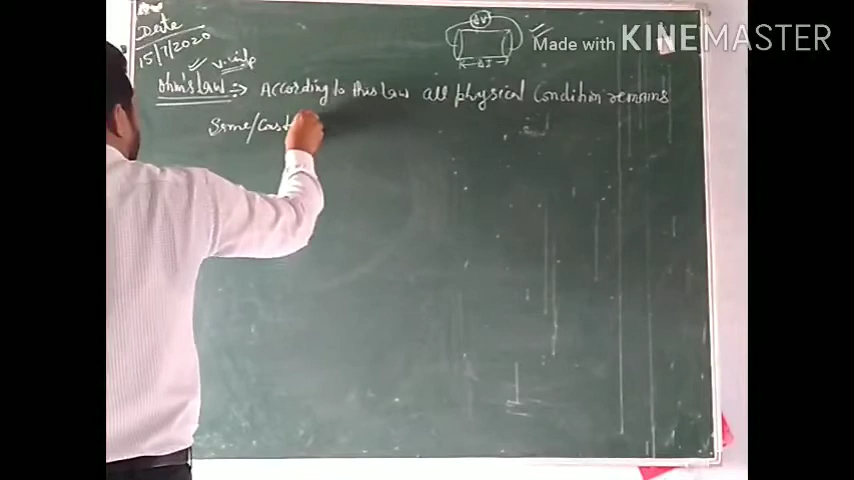 Date
15/7/2020
Made with KINEMASTER
V. imp
Ohm's Law :→ According to this Law all physical Condition remains
Same/Const